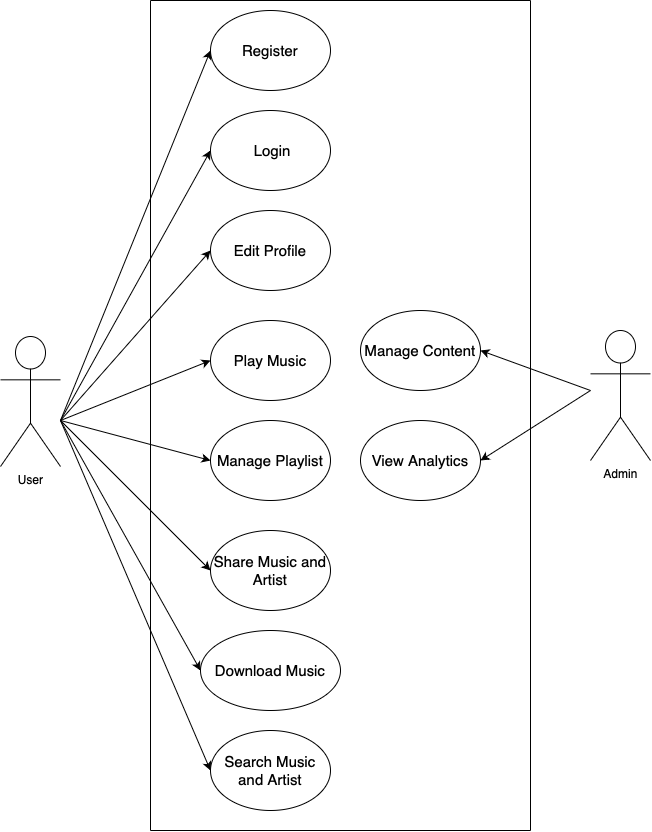 Register
Login
Edit Profile
Play Music
Manage Content
Manage Playlist
View Analytics
User
Admin
Share Music and
Artist
Download Music
Search Music
and Artist